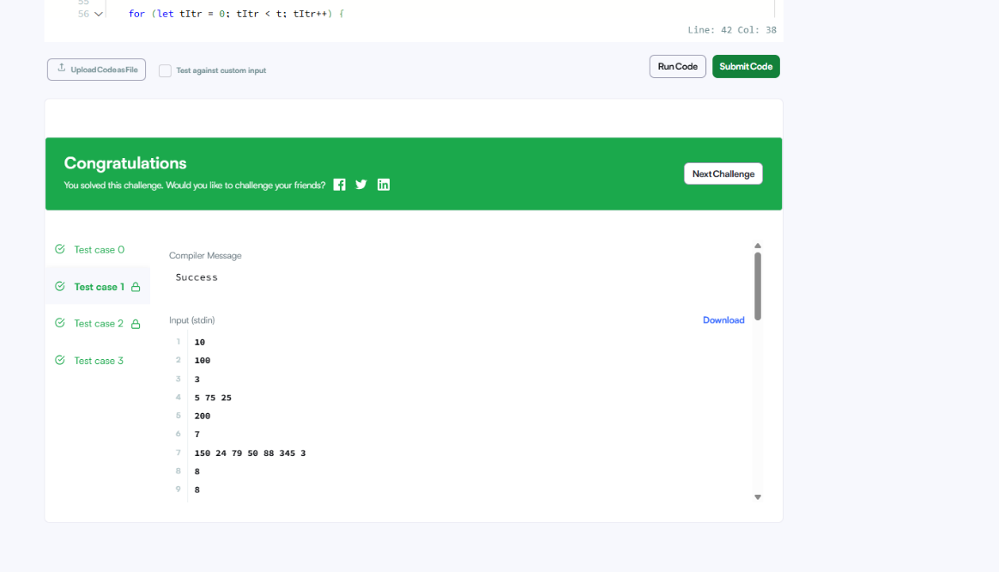 55
56 for (let tItr = 0; tItr < t; tItr++) {
Line: 42 Col: 38
Upload Code as File
Test against custom input
Run Code
Submit Code
Congratulations
You solved this challenge. Would you like to challenge your friends?
Next Challenge
Test case 0
Test case 1
Test case 2
Test case 3
Compiler Message
Success
Input (stdin)
Download
1 10
2 100
3 3
4 5 75 25
5 200
6 7
7 150 24 79 50 88 345 3
8 8
9 8